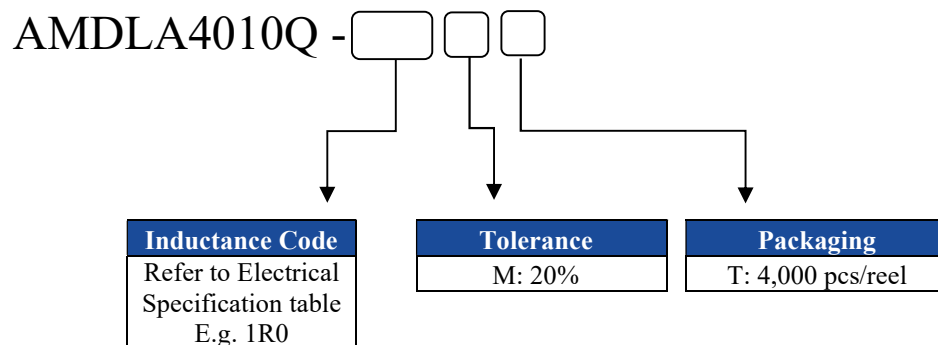 AMDLA4010Q -
Inductance Code
Refer to Electrical
Specification table
E.g. 1R0
Tolerance
M: 20%
Packaging
T: 4,000 pcs/reel